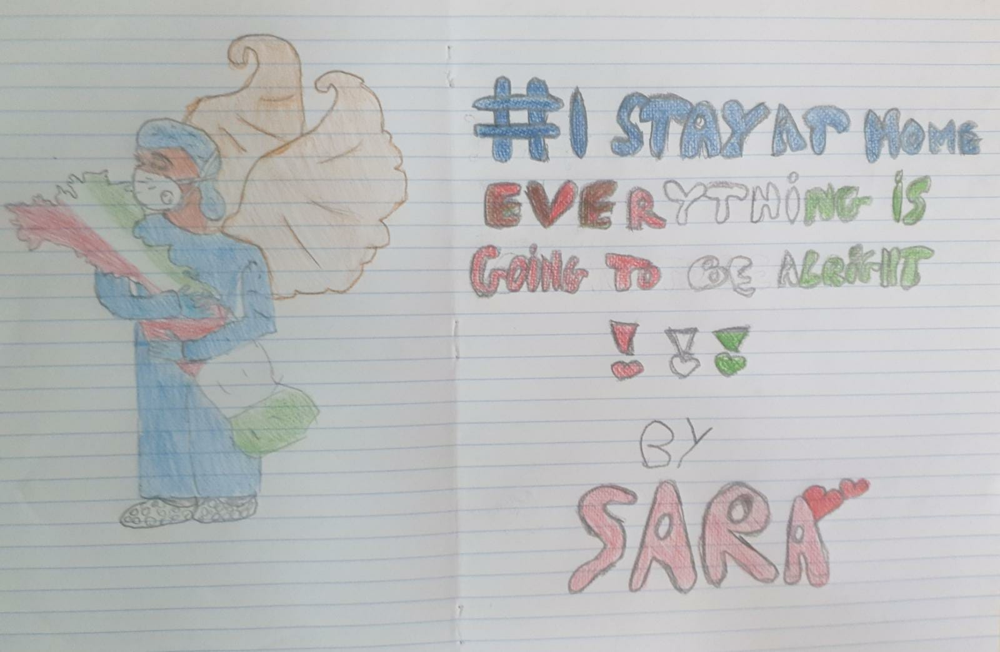 #I STAY AT HOME
EVERYTHING IS
GOING TO BE ALRIGHT
!!!
BY
SARA